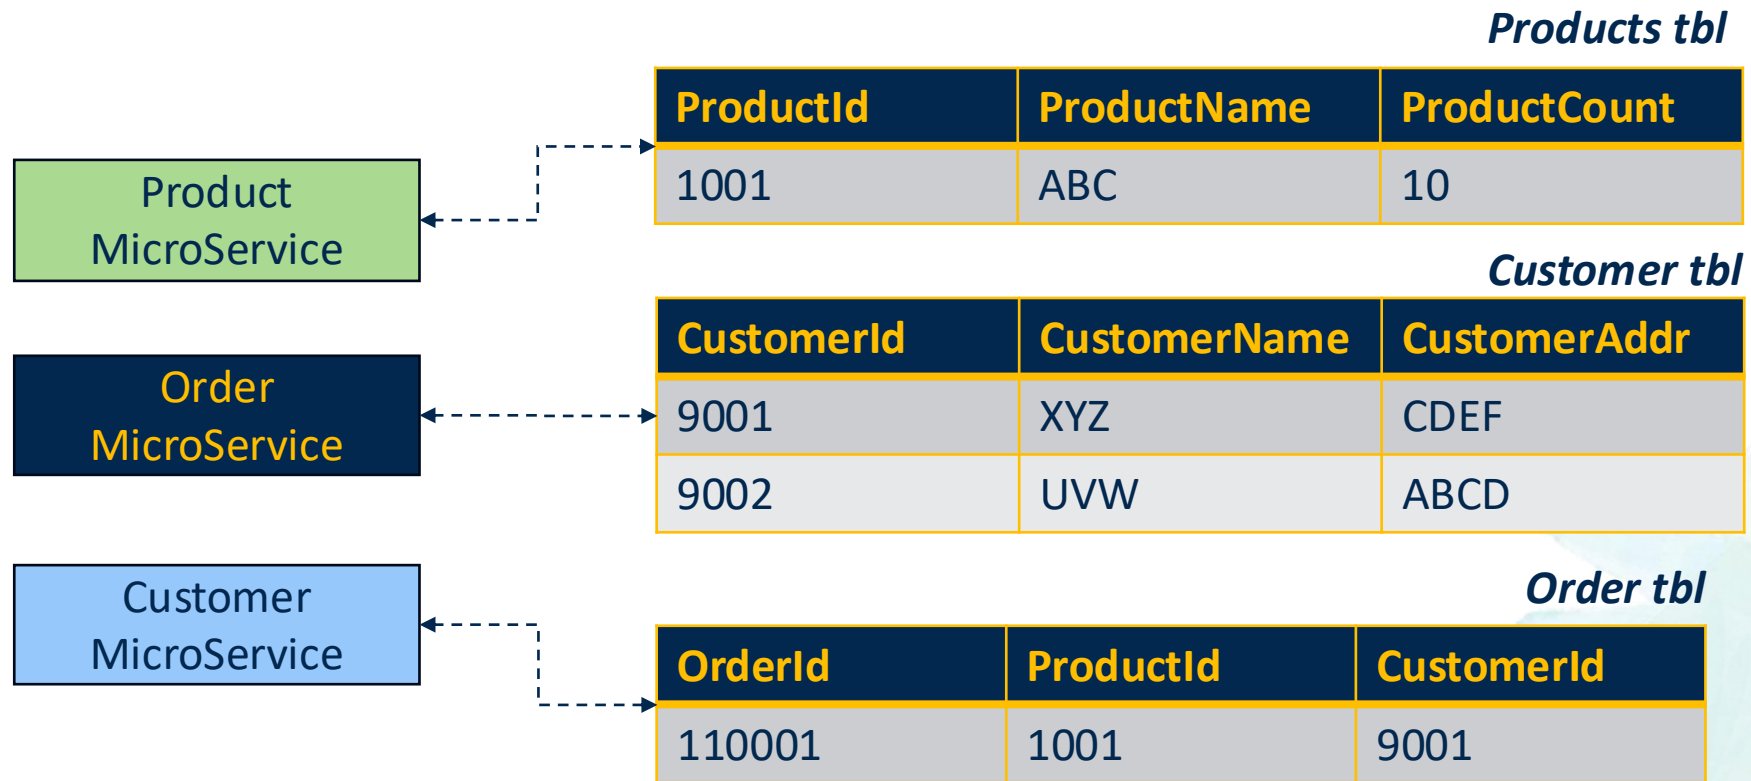 Products tbl
ProductId ProductName ProductCount
1001 ABC 10
Product
MicroService
Customer tbl
CustomerId CustomerName CustomerAddr
9001 XYZ CDEF
9002 UVW ABCD
Order
MicroService
Customer
MicroService
Order tbl
OrderId ProductId CustomerId
110001 1001 9001